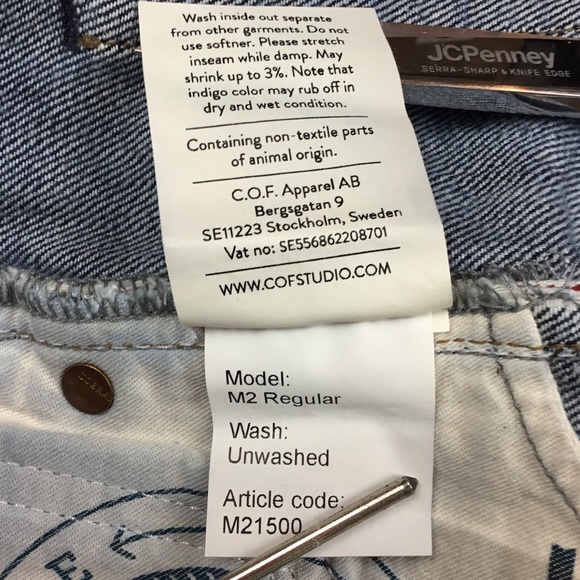 Wash inside out separate
from other garments. Do not
use softner. Please stretch
inseam while damp. May
shrink up to 3%. Note that
indigo color may rub off in
dry and wet condition.
Containing non-textile parts
of animal origin.
C.O.F. Apparel AB
Bergsgatan 9
SE11223 Stockholm, Sweden
Vat no: SE556862208701
WWW.COFSTUDIO.COM
JCPenney
SERRA-SHARP & KNIFE EDGE
Model:
M2 Regular
Wash:
Unwashed
Article code:
M21500